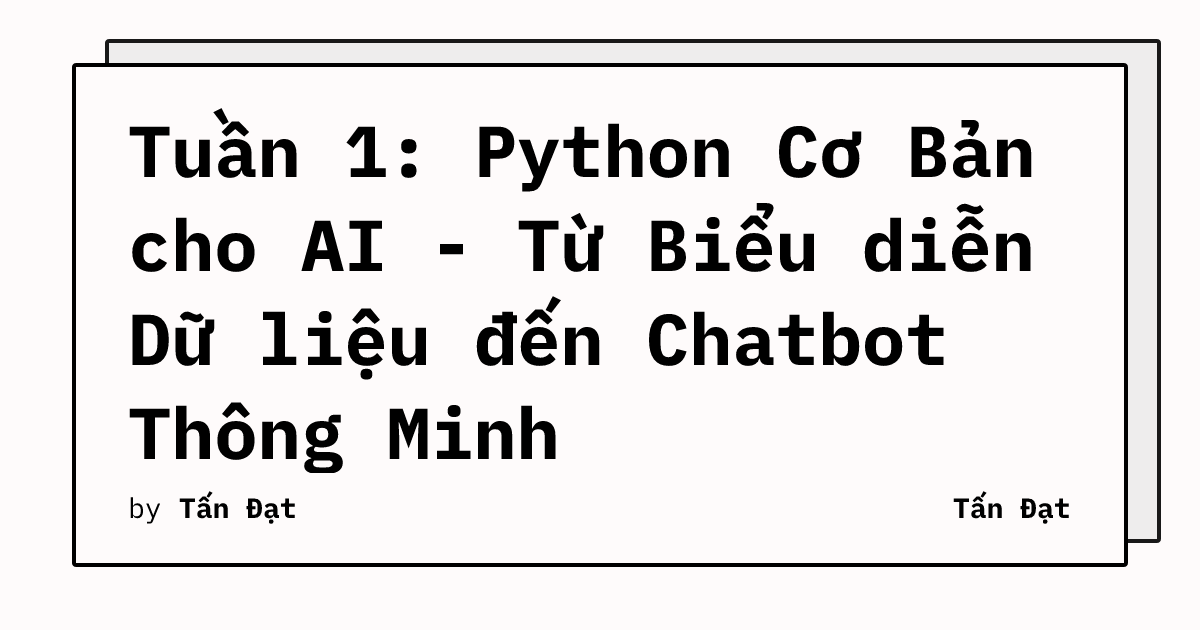 Tuần 1: Python Cơ Bản
cho AI - Từ Biểu diễn
Dữ liệu đến Chatbot
Thông Minh
by Tấn Đạt
Tấn Đạt